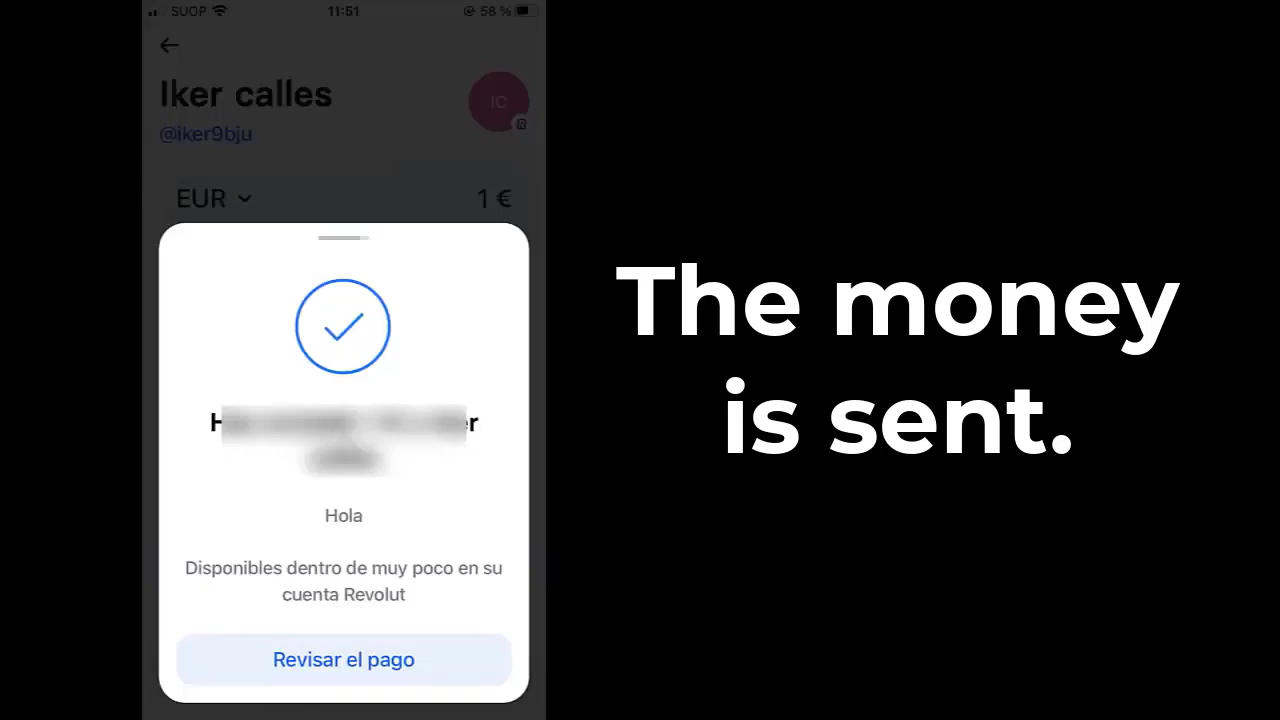 SUOP 11:51 58 %
Iker calles
IC
@iker9bju
EUR 1 €
Hola
Disponibles dentro de muy poco en su
cuenta Revolut
Revisar el pago
The money
is sent.